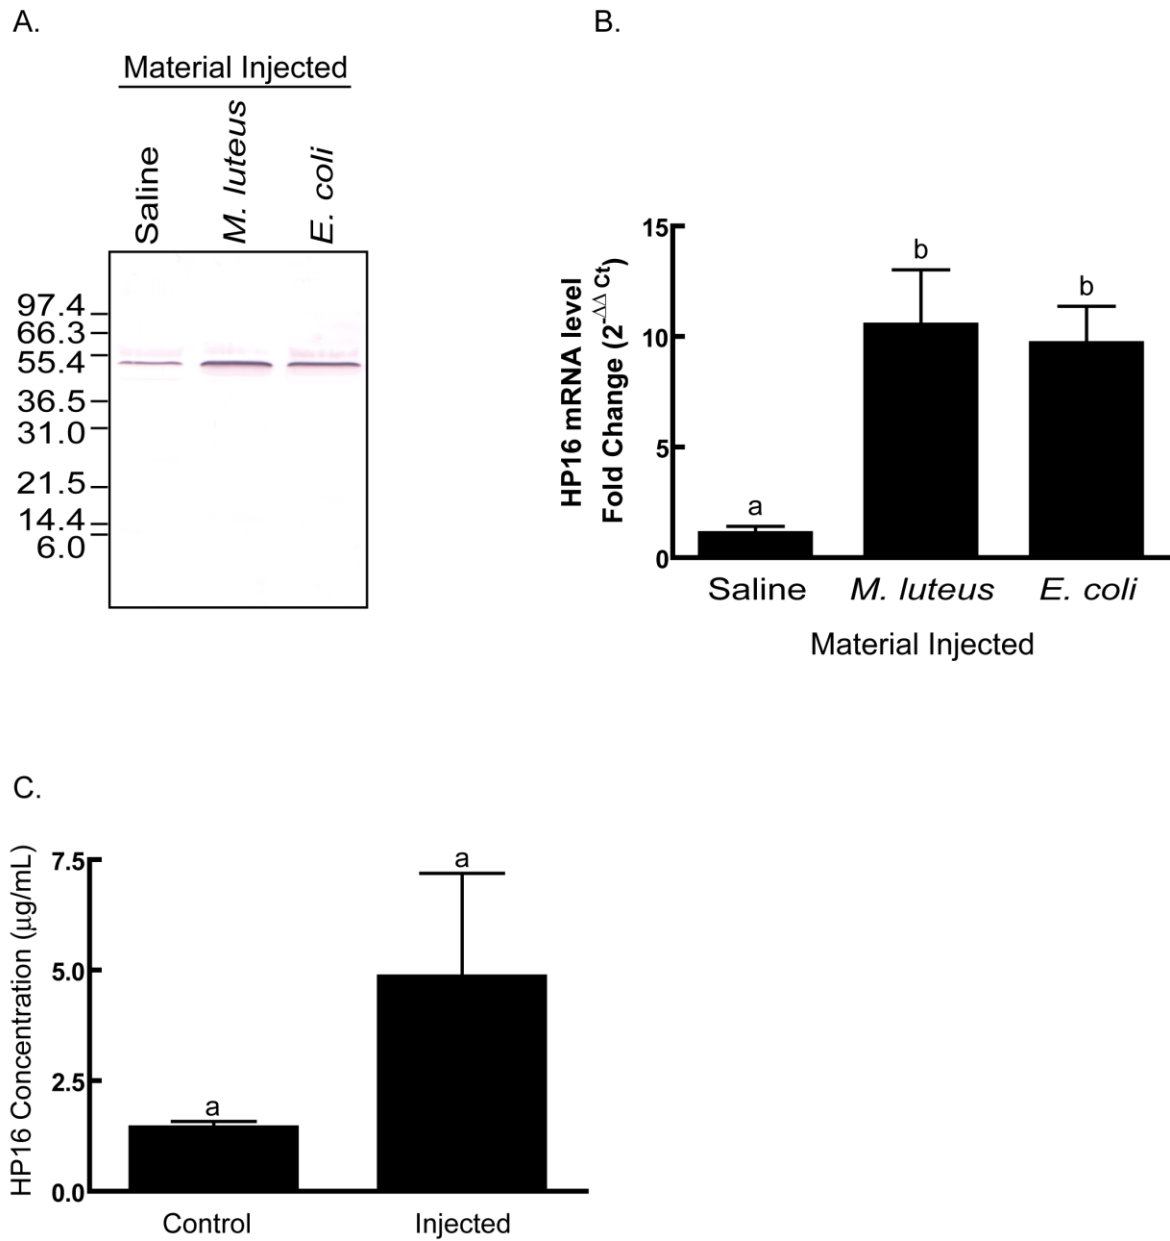 A.
Material Injected
Saline
M. luteus
E. coli
97.4
66.3
55.4
36.5
31.0
21.5
14.4
6.0
B.
HP16 mRNA level
Fold Change (2^-ΔΔCt)
15
10
5
0
a
b
b
Saline M. luteus E. coli
Material Injected
C.
HP16 Concentration (µg/mL)
7.5
5.0
2.5
0.0
a
a
Control Injected